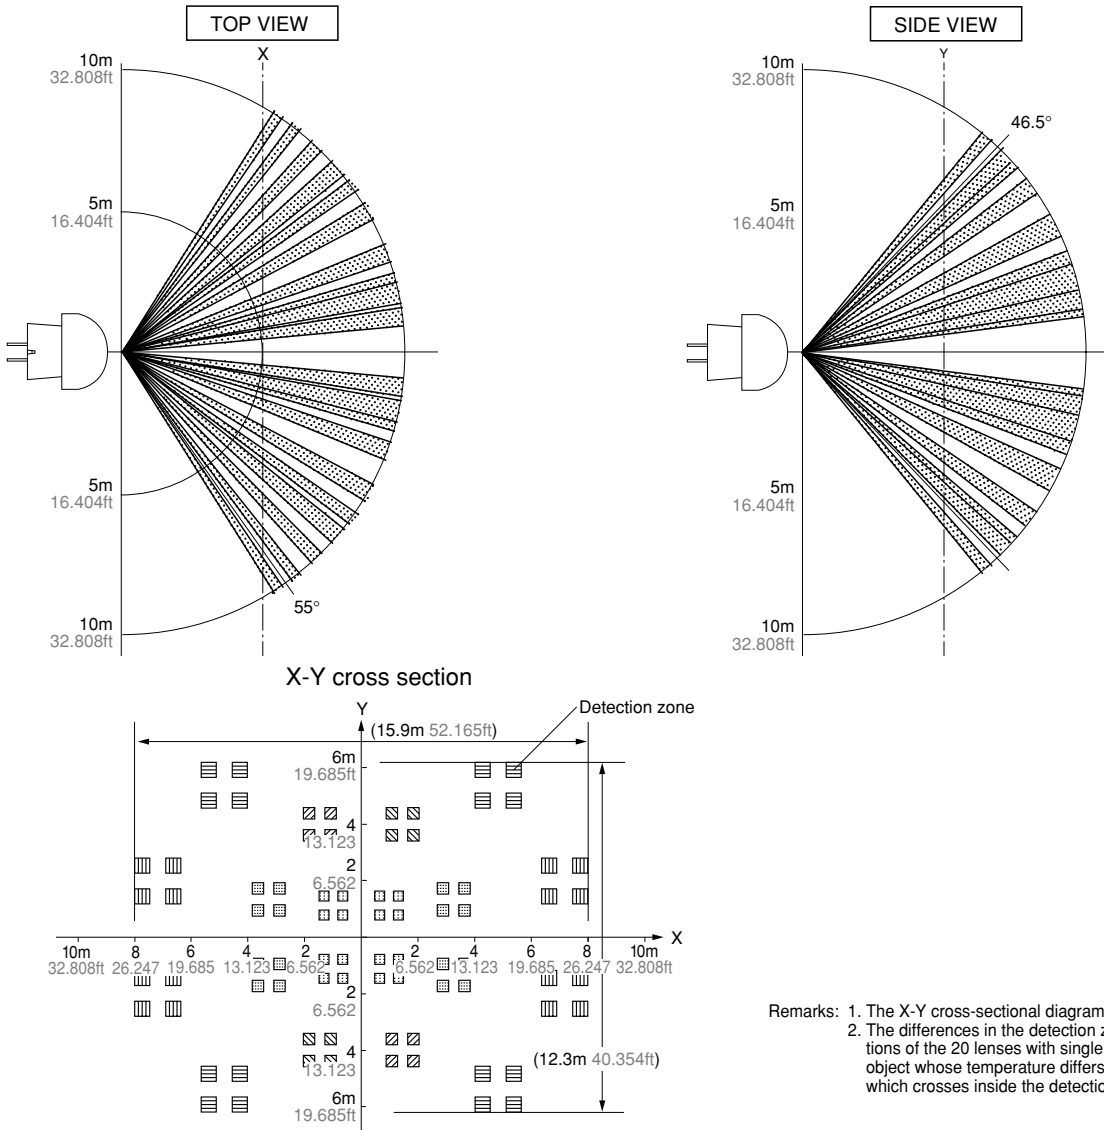 TOP VIEW
X
10m
32.808ft
5m
16.404ft
5m
16.404ft
55°
10m
32.808ft
SIDE VIEW
Y
10m
32.808ft
46.5°
5m
16.404ft
5m
16.404ft
10m
32.808ft
X-Y cross section
Y
Detection zone
(15.9m 52.165ft)
6m
19.685ft
4
13.123
2
6.562
X
10m 8 6 4 2 2 4 6 8 10m
32.808ft 26.247 19.685 13.123 6.562 6.562 13.123 19.685 26.247 32.808ft
2
6.562
4
13.123
(12.3m 40.354ft)
6m
19.685ft
Remarks: 1. The X-Y cross-sectional diagram
2. The differences in the detection
tions of the 20 lenses with single
object whose temperature differs
which crosses inside the